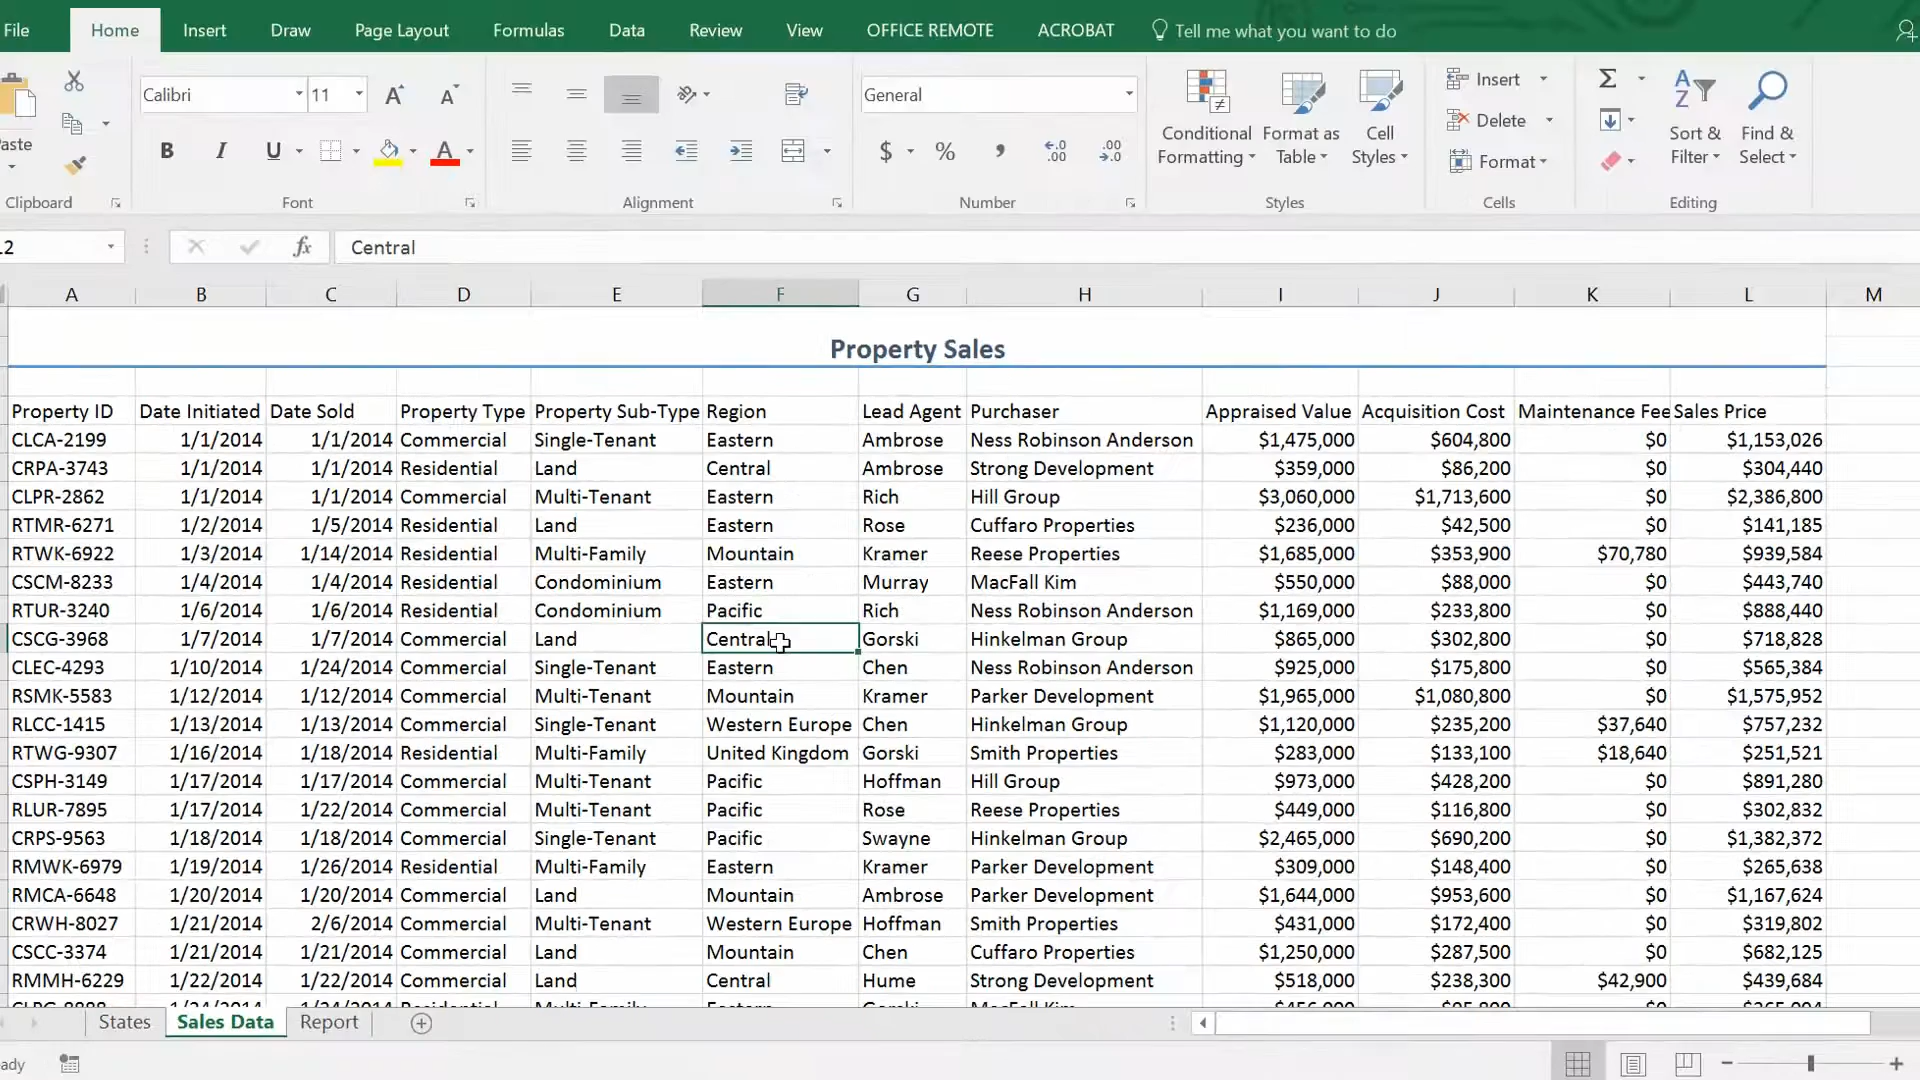 File Home Insert Draw Page Layout Formulas Data Review View OFFICE REMOTE ACROBAT Tell me what you want to do
Calibri 11 General Insert
Delete
Conditional Formatting Format as Table Cell Styles Format Sort & Filter Find & Select
B I U A $ % ,
Clipboard Font Alignment Number Styles Cells Editing
fx Central
A B C D E F G H I J K L M
Property Sales
Property ID Date Initiated Date Sold Property Type Property Sub-Type Region Lead Agent Purchaser Appraised Value Acquisition Cost Maintenance Fee Sales Price
CLCA-2199 1/1/2014 1/1/2014 Commercial Single-Tenant Eastern Ambrose Ness Robinson Anderson $1,475,000 $604,800 $0 $1,153,026
CRPA-3743 1/1/2014 1/1/2014 Residential Land Central Ambrose Strong Development $359,000 $86,200 $0 $304,440
CLPR-2862 1/1/2014 1/1/2014 Commercial Multi-Tenant Eastern Rich Hill Group $3,060,000 $1,713,600 $0 $2,386,800
RTMR-6271 1/2/2014 1/5/2014 Residential Land Eastern Rose Cuffaro Properties $236,000 $42,500 $0 $141,185
RTWK-6922 1/3/2014 1/14/2014 Residential Multi-Family Mountain Kramer Reese Properties $1,685,000 $353,900 $70,780 $939,584
CSCM-8233 1/4/2014 1/4/2014 Residential Condominium Eastern Murray MacFall Kim $550,000 $88,000 $0 $443,740
RTUR-3240 1/6/2014 1/6/2014 Residential Condominium Pacific Rich Ness Robinson Anderson $1,169,000 $233,800 $0 $888,440
CSCG-3968 1/7/2014 1/7/2014 Commercial Land Central Gorski Hinkelman Group $865,000 $302,800 $0 $718,828
CLEC-4293 1/10/2014 1/24/2014 Commercial Single-Tenant Eastern Chen Ness Robinson Anderson $925,000 $175,800 $0 $565,384
RSMK-5583 1/12/2014 1/12/2014 Commercial Multi-Tenant Mountain Kramer Parker Development $1,965,000 $1,080,800 $0 $1,575,952
RLCC-1415 1/13/2014 1/13/2014 Commercial Single-Tenant Western Europe Chen Hinkelman Group $1,120,000 $235,200 $37,640 $757,232
RTWG-9307 1/16/2014 1/18/2014 Residential Multi-Family United Kingdom Gorski Smith Properties $283,000 $133,100 $18,640 $251,521
CSPH-3149 1/17/2014 1/17/2014 Commercial Multi-Tenant Pacific Hoffman Hill Group $973,000 $428,200 $0 $891,280
RLUR-7895 1/17/2014 1/22/2014 Commercial Multi-Tenant Pacific Rose Reese Properties $449,000 $116,800 $0 $302,832
CRPS-9563 1/18/2014 1/18/2014 Commercial Single-Tenant Pacific Swayne Hinkelman Group $2,465,000 $690,200 $0 $1,382,372
RMWK-6979 1/19/2014 1/26/2014 Residential Multi-Family Eastern Kramer Parker Development $309,000 $148,400 $0 $265,638
RMCA-6648 1/20/2014 1/20/2014 Commercial Land Mountain Ambrose Parker Development $1,644,000 $953,600 $0 $1,167,624
CRWH-8027 1/21/2014 2/6/2014 Commercial Multi-Tenant Western Europe Hoffman Smith Properties $431,000 $172,400 $0 $319,802
CSCC-3374 1/21/2014 1/21/2014 Commercial Land Mountain Chen Cuffaro Properties $1,250,000 $287,500 $0 $682,125
RMMH-6229 1/22/2014 1/22/2014 Commercial Land Central Hume Strong Development $518,000 $238,300 $42,900 $439,684
States Sales Data Report